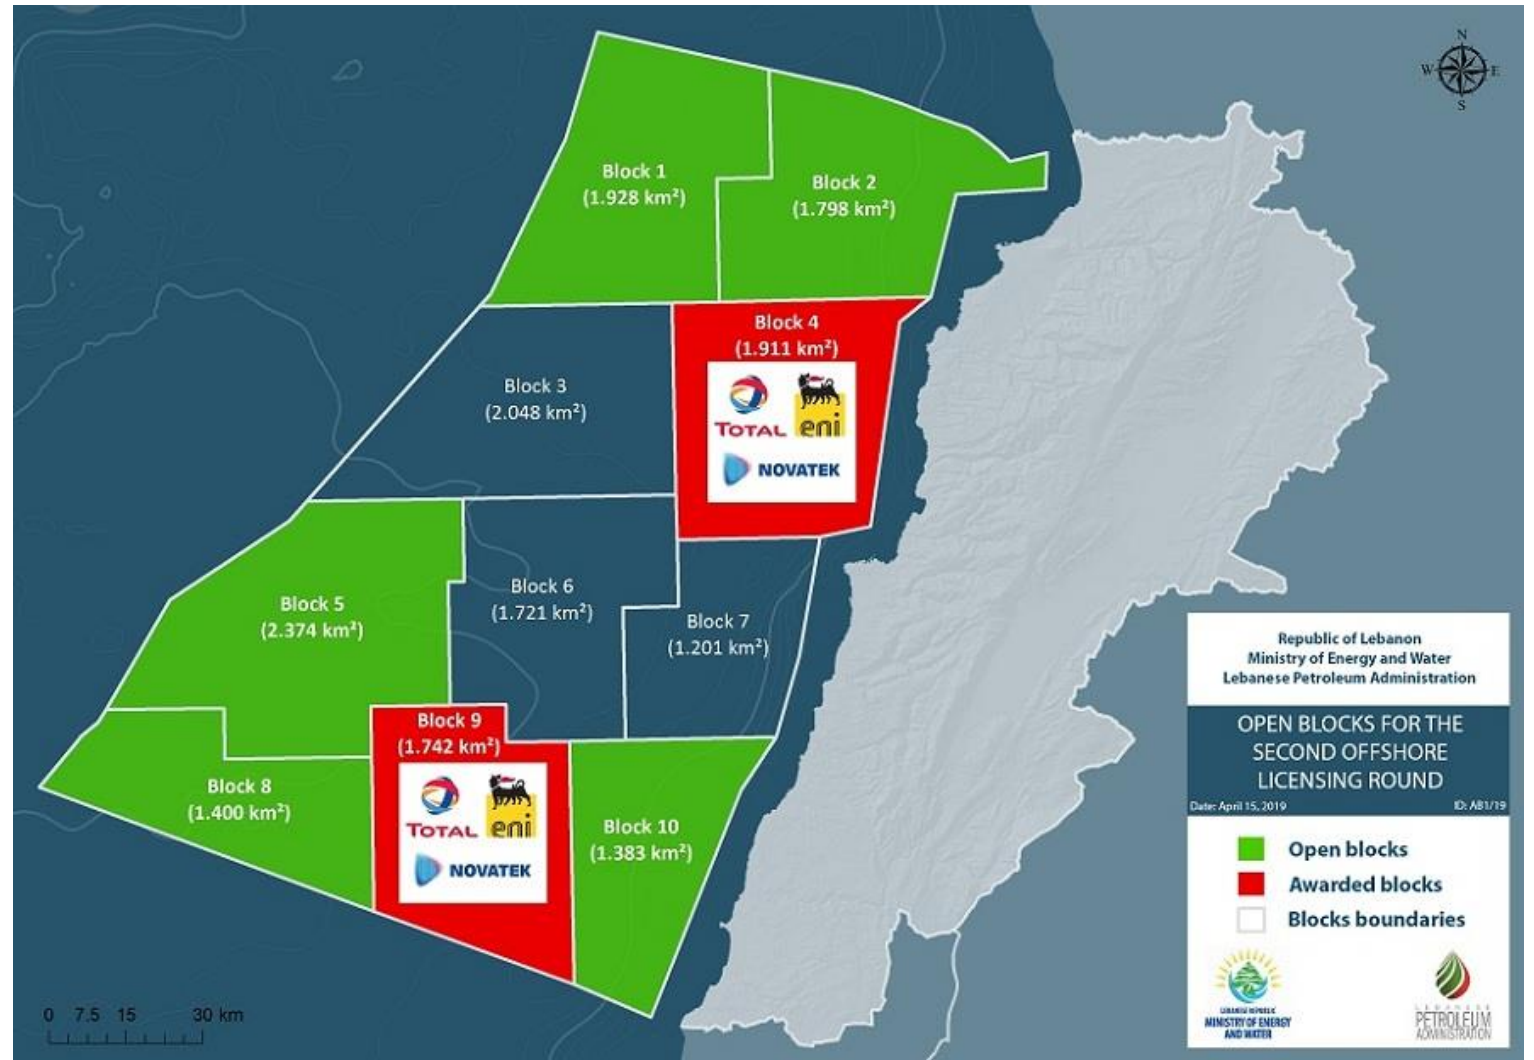 N
W E
S
Block 1
(1.928 km²)
Block 2
(1.798 km²)
Block 3
(2.048 km²)
Block 4
(1.911 km²)
TOTAL eni
NOVATEK
Block 5
(2.374 km²)
Block 6
(1.721 km²)
Block 7
(1.201 km²)
Block 8
(1.400 km²)
Block 9
(1.742 km²)
TOTAL eni
NOVATEK
Block 10
(1.383 km²)
0 7.5 15 30 km
Republic of Lebanon
Ministry of Energy and Water
Lebanese Petroleum Administration
OPEN BLOCKS FOR THE
SECOND OFFSHORE
LICENSING ROUND
Date: April 15, 2019 ID: AB1/19
Open blocks
Awarded blocks
Blocks boundaries
LEBANESE REPUBLIC
MINISTRY OF ENERGY
AND WATER
LEBANESE
PETROLEUM
ADMINISTRATION